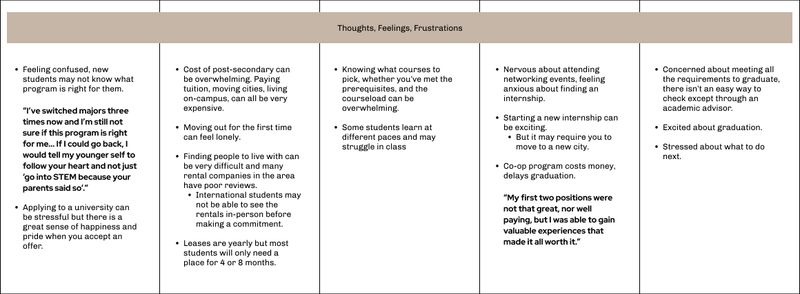 Thoughts, Feelings, Frustrations
• Feeling confused, new
students may not know what
program is right for them.
“I’ve switched majors three
times now and I’m still not
sure if this program is right
for me... If I could go back, I
would tell my younger self to
follow your heart and not just
‘go into STEM because your
parents said so’.”
• Applying to a university can
be stressful but there is a
great sense of happiness and
pride when you accept an
offer.
• Cost of post-secondary can
be overwhelming. Paying
tuition, moving cities, living
on-campus, can all be very
expensive.
• Moving out for the first time
can feel lonely.
• Finding people to live with can
be very difficult and many
rental companies in the area
have poor reviews.
• International students may
not be able to see the
rentals in-person before
making a commitment.
• Leases are yearly but most
students will only need a
place for 4 or 8 months.
• Knowing what courses to
pick, whether you’ve met the
prerequisites, and the
courseload can be
overwhelming.
• Some students learn at
different paces and may
struggle in class
• Nervous about attending
networking events, feeling
anxious about finding an
internship.
• Starting a new internship can
be exciting.
• But it may require you to
move to a new city.
• Co-op program costs money,
delays graduation.
“My first two positions were
not that great, nor well
paying, but I was able to gain
valuable experiences that
made it all worth it.”
• Concerned about meeting all
the requirements to graduate,
there isn’t an easy way to
check except through an
academic advisor.
• Excited about graduation.
• Stressed about what to do
next.